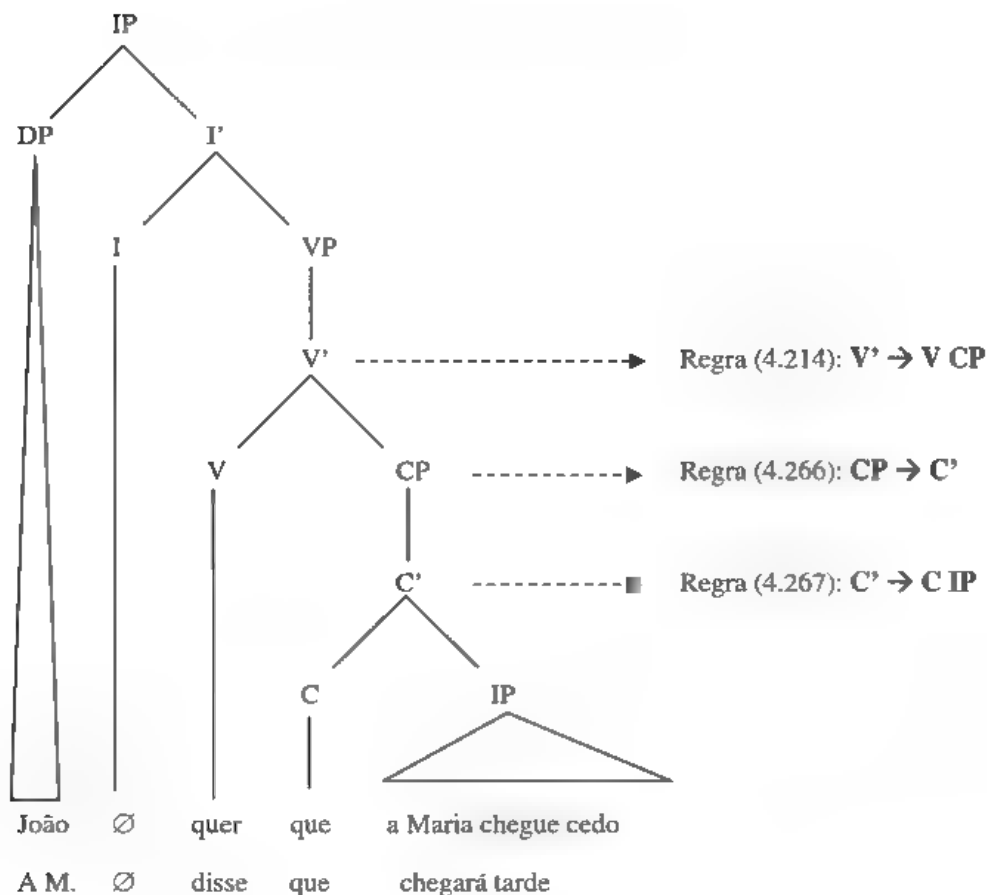 IP
DP I'
I VP
V' Regra (4.214): V' → V CP
V CP Regra (4.266): CP → C'
C' Regra (4.267): C' → C IP
C IP
João ∅ quer que a Maria chegue cedo
A M. ∅ disse que chegará tarde